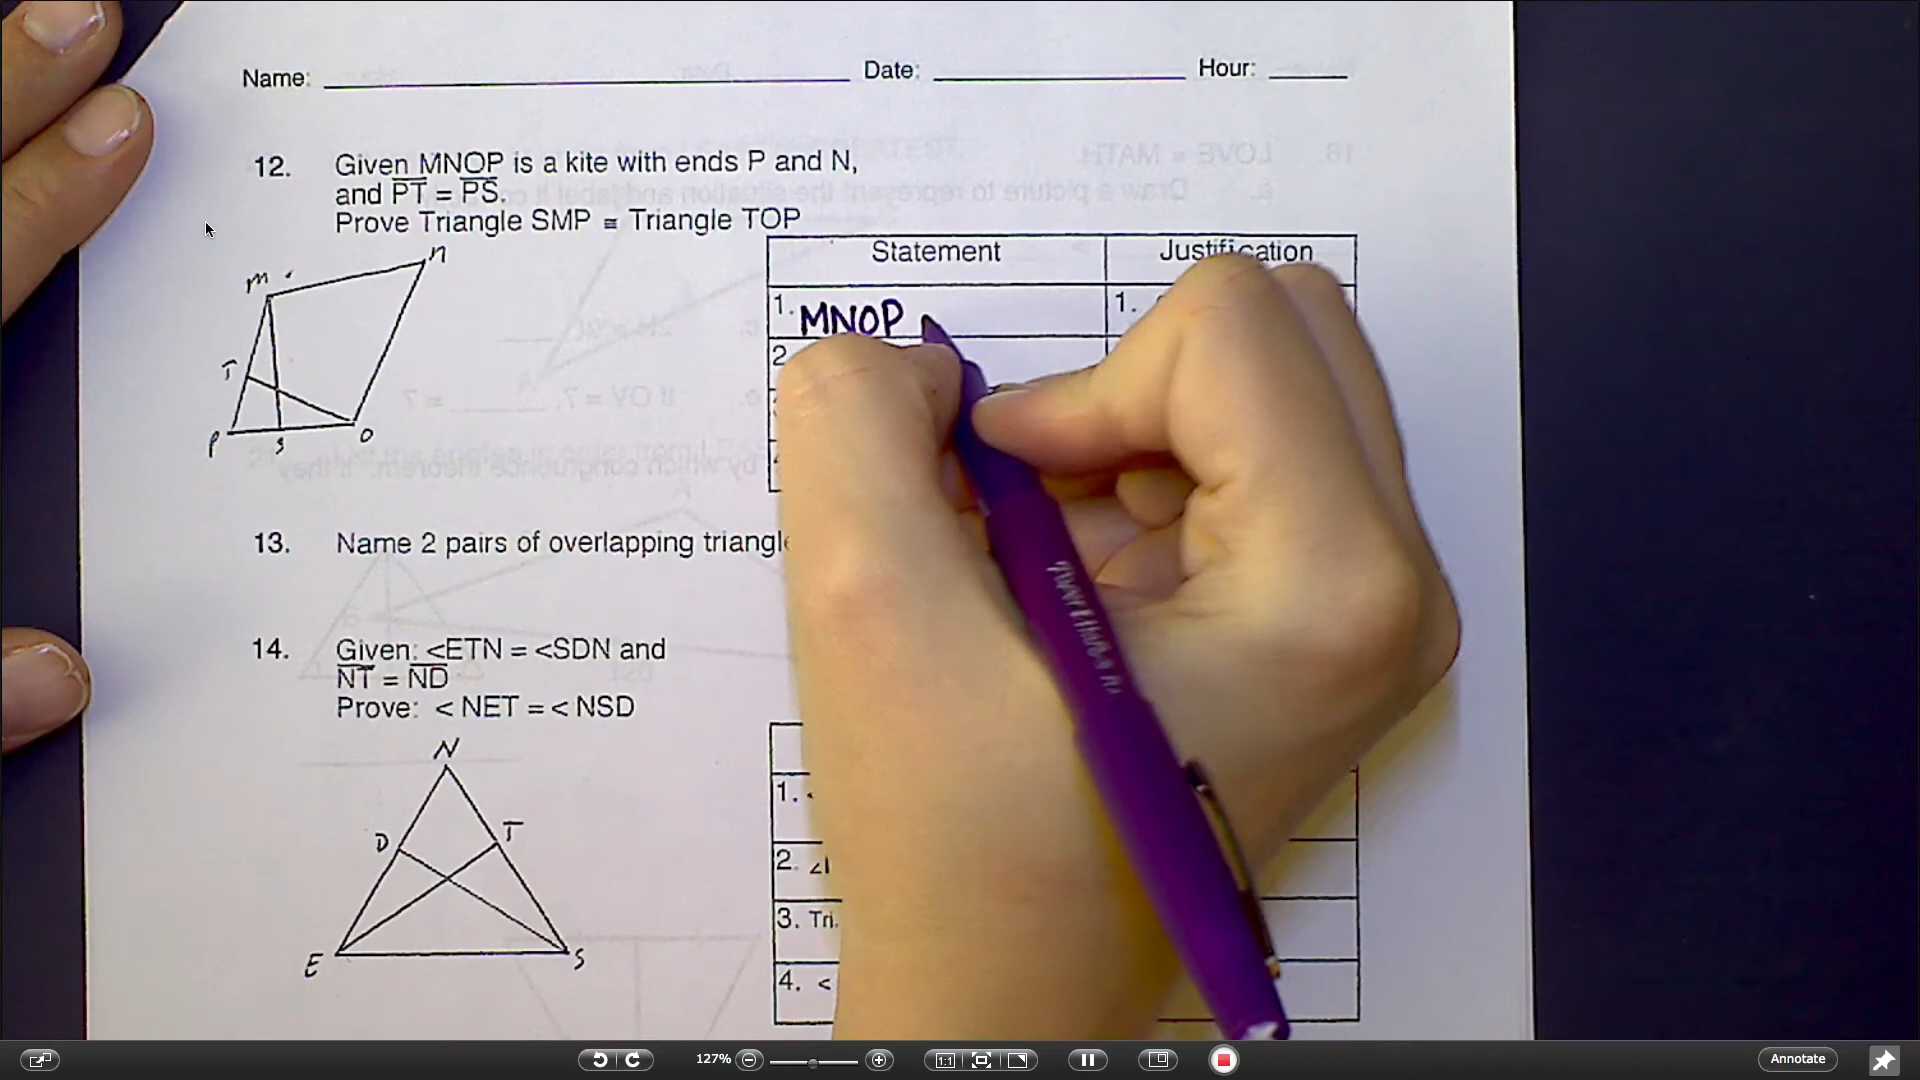 Name: Date: Hour:
12. Given MNOP is a kite with ends P and N,
and PT = PS.
Prove Triangle SMP ≅ Triangle TOP
M N
T
P S O
Statement Justification
1. MNOP 1.
2
13. Name 2 pairs of overlapping
14. Given: <ETN = <SDN and
NT = ND
Prove: < NET = < NSD
N
D T
E S
1.
2.
3. Tri.
4. <
127% 1:1 Annotate